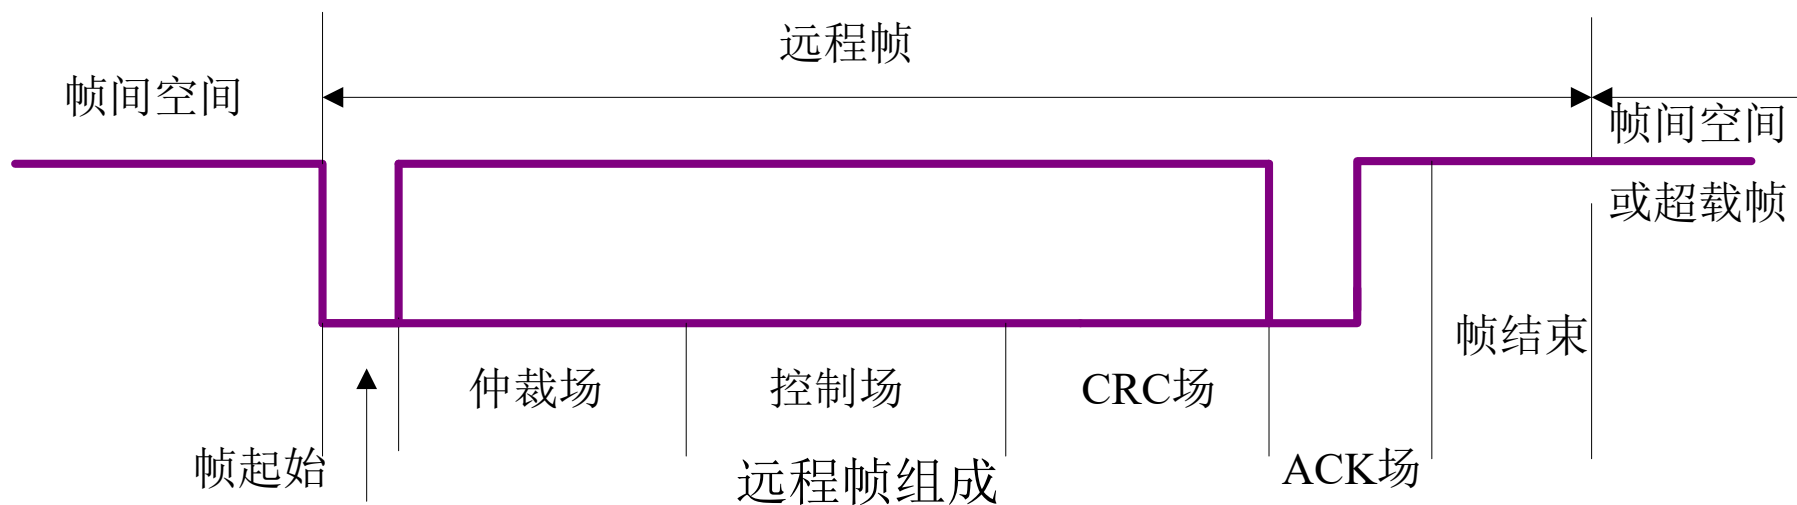 远程帧
帧间空间
帧间空间
或超载帧
帧结束
仲裁场
控制场
CRC场
帧起始
远程帧组成
ACK场